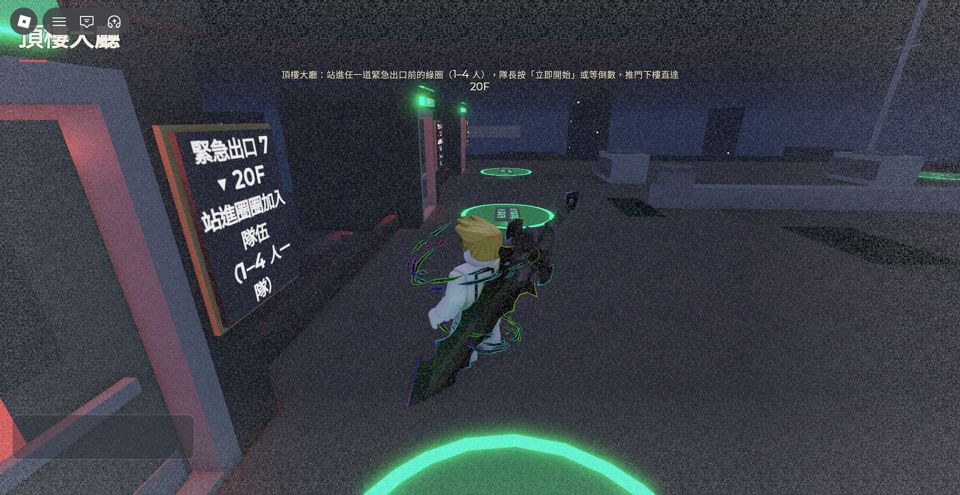 頂樓大廳
頂樓大廳：站進任一道緊急出口前的綠圈（1–4 人），隊長按「立即開始」或等倒數，推門下樓直達
20F
緊急出口 7
▼ 20F
站進圈圈加入
隊伍
（1–4 人一
隊）